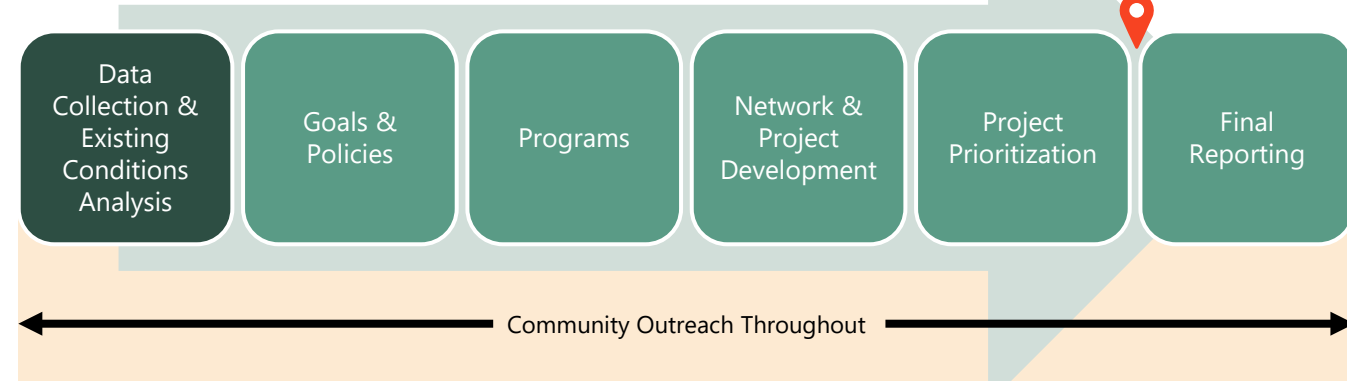 Data
Collection &
Existing
Conditions
Analysis
Goals &
Policies
Programs
Network &
Project
Development
Project
Prioritization
Final
Reporting
Community Outreach Throughout